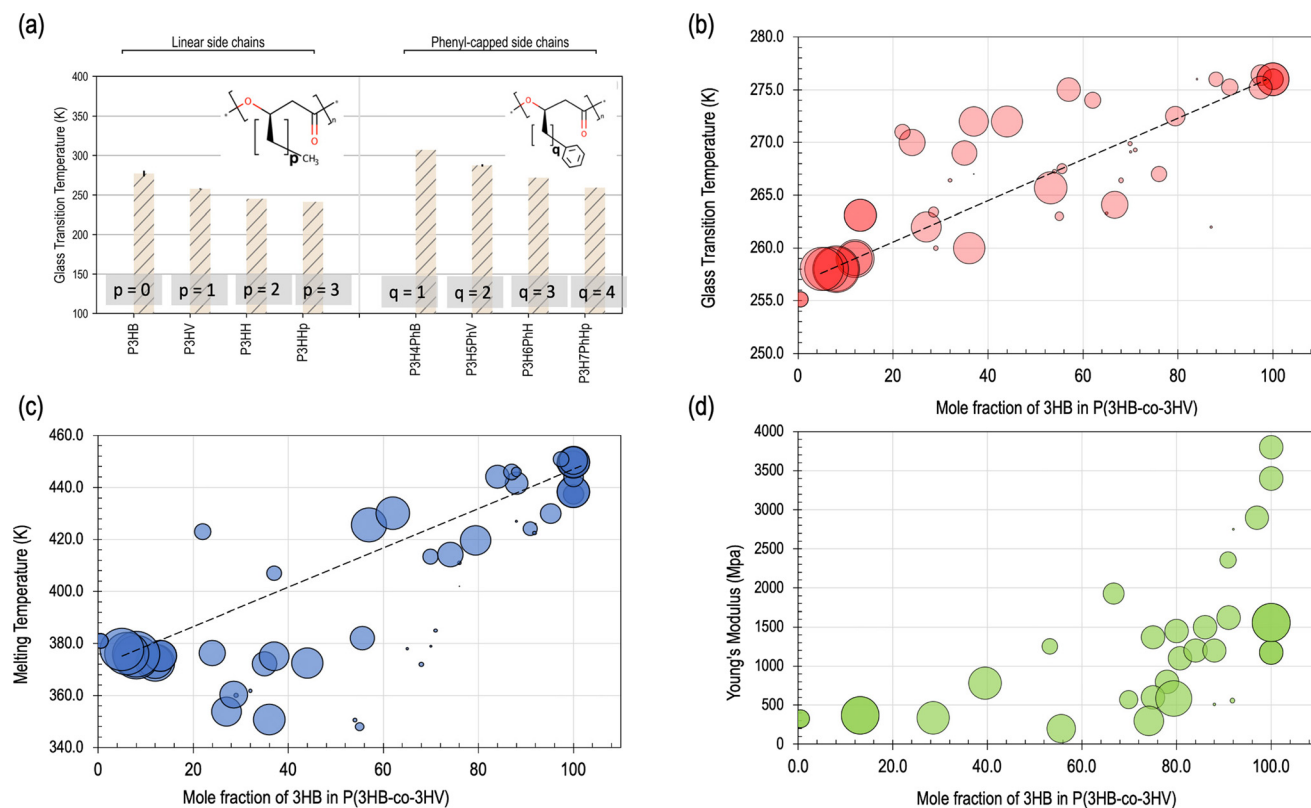 (a)
Linear side chains
Phenyl-capped side chains
Glass Transition Temperature (K)
400
350
300
250
200
150
100
O
O
n
p
CH3
O
O
n
q
p = 0
p = 1
p = 2
p = 3
q = 1
q = 2
q = 3
q = 4
P3HB
P3HV
P3HH
P3HHp
P3H4PhB
P3H5PhV
P3H6PhH
P3H7PhHp
(b)
Glass Transition Temperature (K)
280.0
275.0
270.0
265.0
260.0
255.0
250.0
0 20 40 60 80 100
Mole fraction of 3HB in P(3HB-co-3HV)
(c)
Melting Temperature (K)
460.0
440.0
420.0
400.0
380.0
360.0
340.0
0 20 40 60 80 100
Mole fraction of 3HB in P(3HB-co-3HV)
(d)
Young's Modulus (Mpa)
4000
3500
3000
2500
2000
1500
1000
500
0
0.0 20.0 40.0 60.0 80.0 100.0
Mole fraction of 3HB in P(3HB-co-3HV)